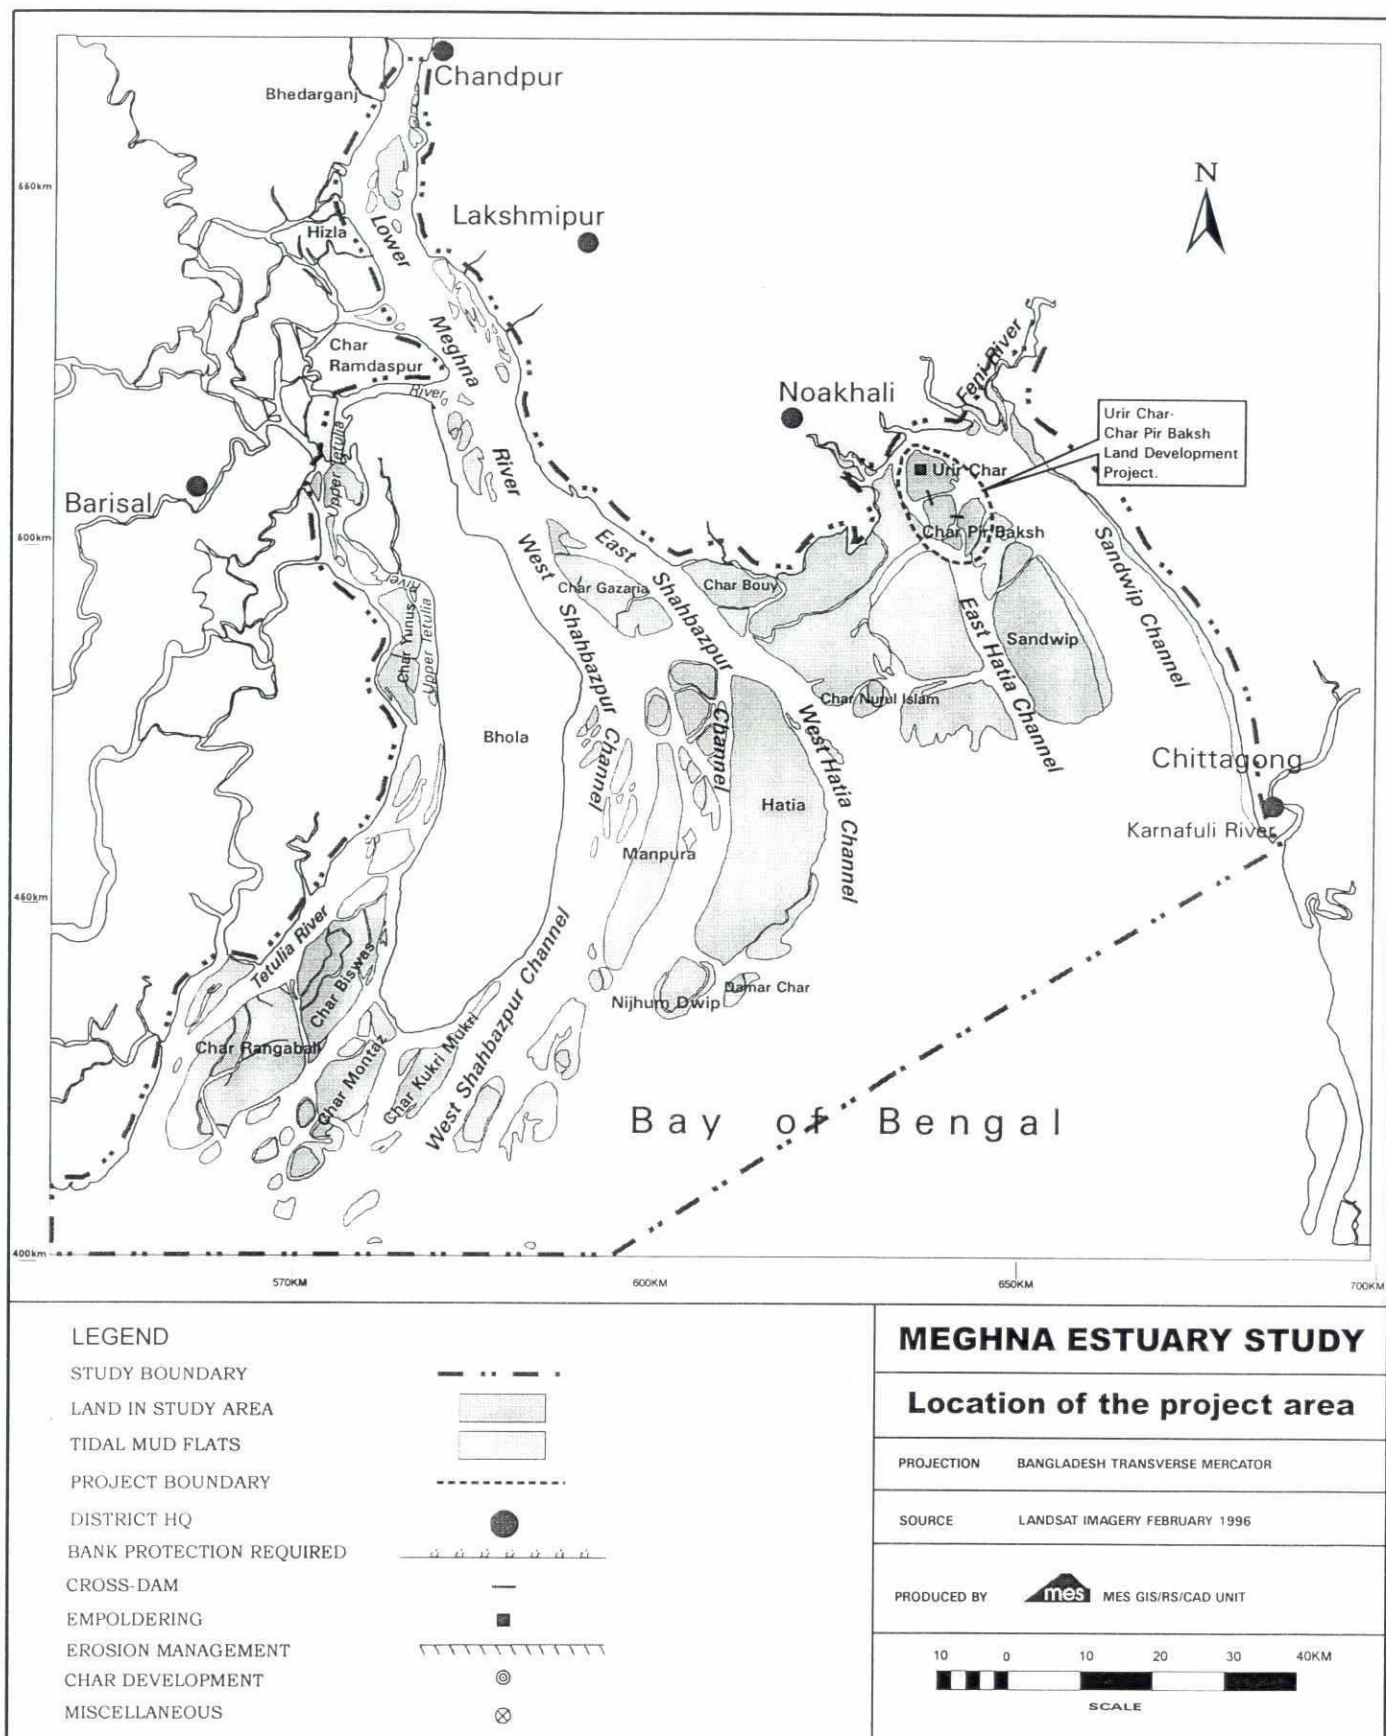 Chandpur
Bhedarganj
N
560km
Lakshmipur
Hizla
Lower
Meghna
River
Char
Ramdaspur
River
Feni River
Noakhali
Urir Char-
Char Pir Baksh
Land Development
Project.
Upper Tetulia
Urir Char
Barisal
500km
Char Pir Baksh
East Shahbazpur
Channel
West Shahbazpur Channel
Char Gazaria
Char Bouy
Sandwip Channel
River
Char Yunus
Upper Tetulia
East Hatia Channel
Sandwip
Char Nurul Islam
Bhola
West Hatia Channel
Chittagong
Hatia
Karnafuli River
Manpura
450km
Tetulia River
Char Biswas
West Shahbazpur Channel
Nijhum Dwip
Damar Char
Char Rangabali
Char Montaz
Char Kukri Mukri
Bay of Bengal
400km
570KM
600KM
650KM
700KM
LEGEND
STUDY BOUNDARY
LAND IN STUDY AREA
TIDAL MUD FLATS
PROJECT BOUNDARY
DISTRICT HQ
BANK PROTECTION REQUIRED
CROSS-DAM
EMPOLDERING
EROSION MANAGEMENT
CHAR DEVELOPMENT
MISCELLANEOUS
MEGHNA ESTUARY STUDY
Location of the project area
PROJECTION BANGLADESH TRANSVERSE MERCATOR
SOURCE LANDSAT IMAGERY FEBRUARY 1996
PRODUCED BY mes MES GIS/RS/CAD UNIT
10 0 10 20 30 40KM
SCALE